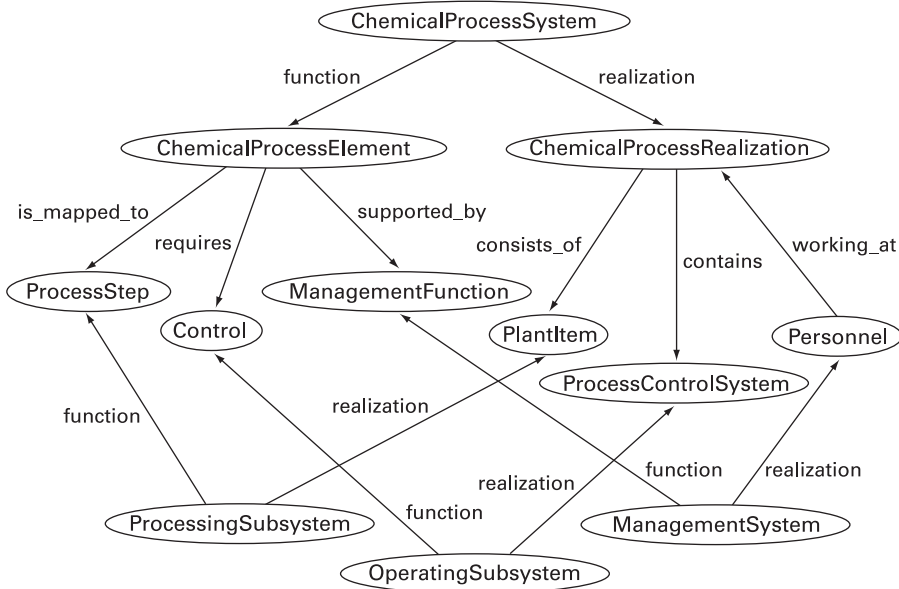 ChemicalProcessSystem
function
realization
ChemicalProcessElement
ChemicalProcessRealization
is_mapped_to
requires
supported_by
consists_of
contains
working_at
ProcessStep
ManagementFunction
Control
PlantItem
Personnel
ProcessControlSystem
function
realization
realization
function
realization
function
ProcessingSubsystem
ManagementSystem
OperatingSubsystem